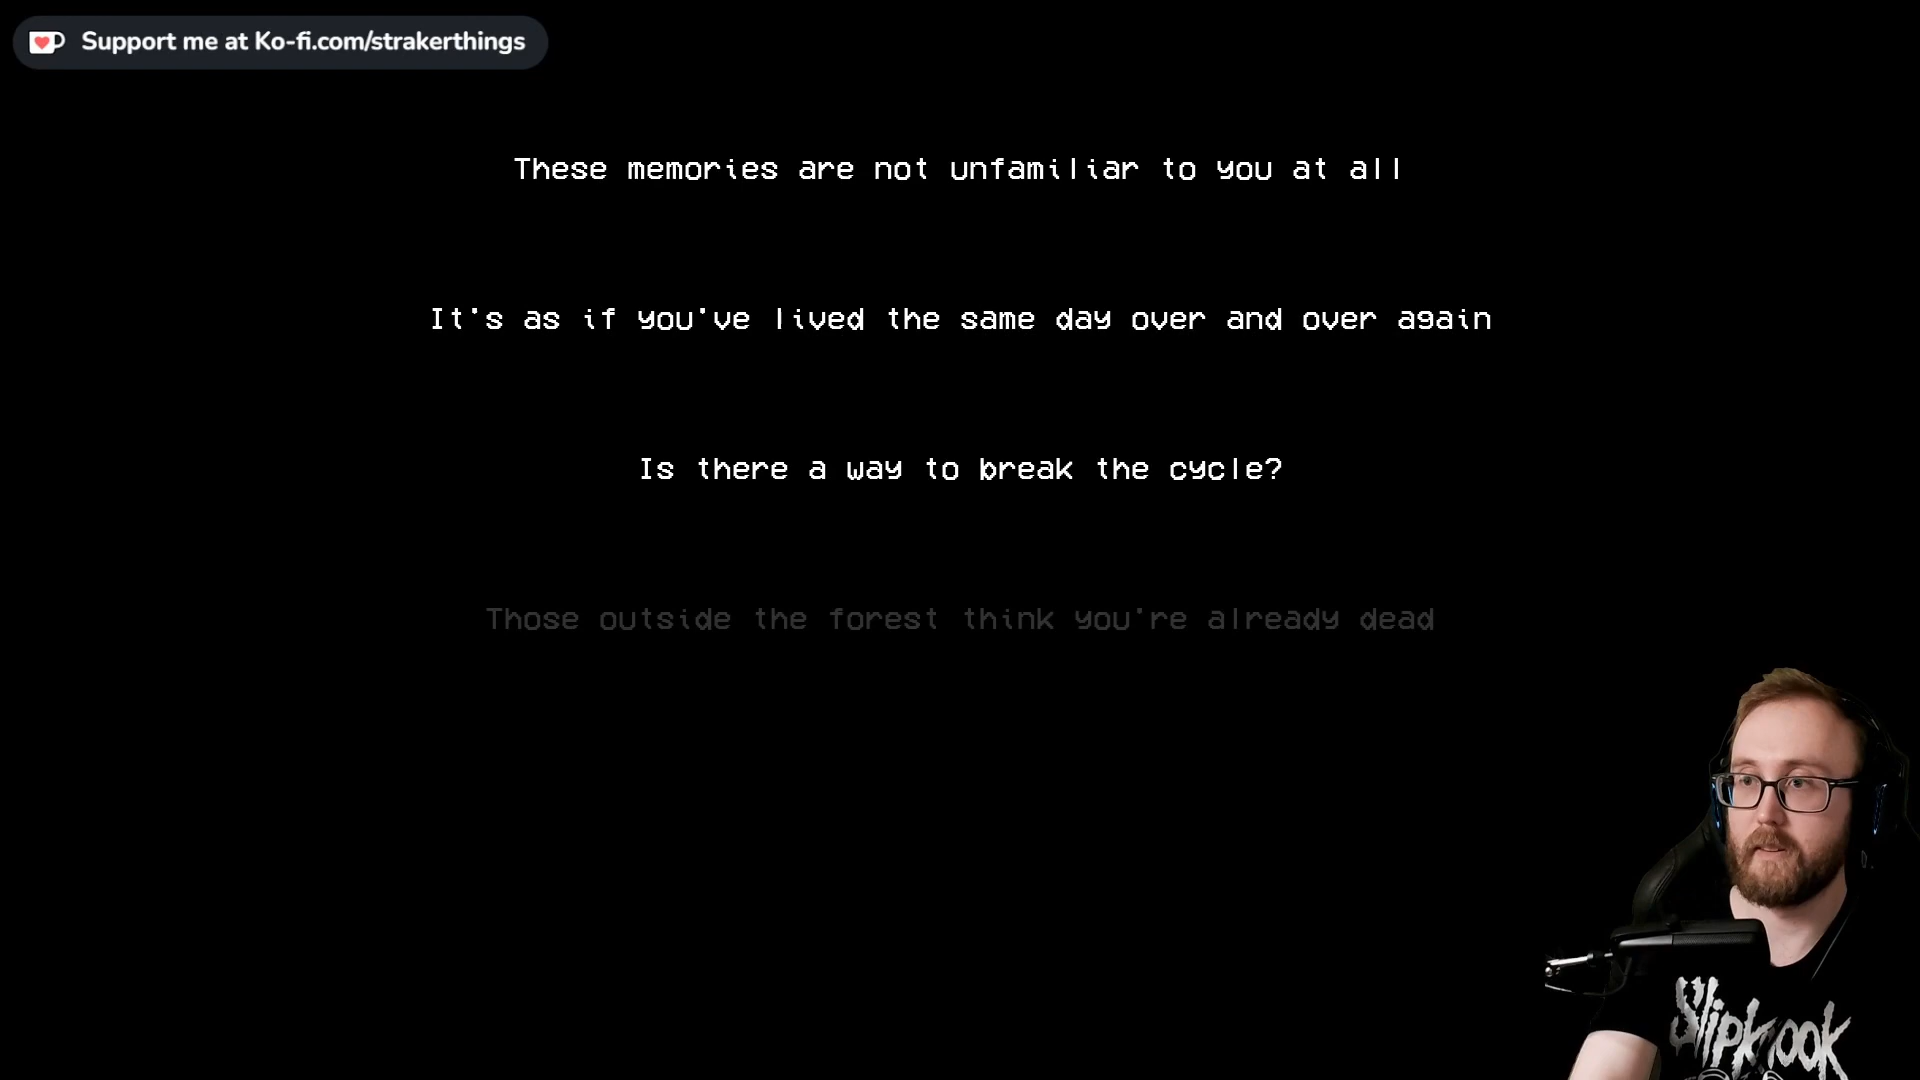 Support me at Ko-fi.com/strakerthings
These memories are not unfamiliar to you at all
It's as if you've lived the same day over and over again
Is there a way to break the cycle?
Those outside the forest think you're already dead
Slipknook